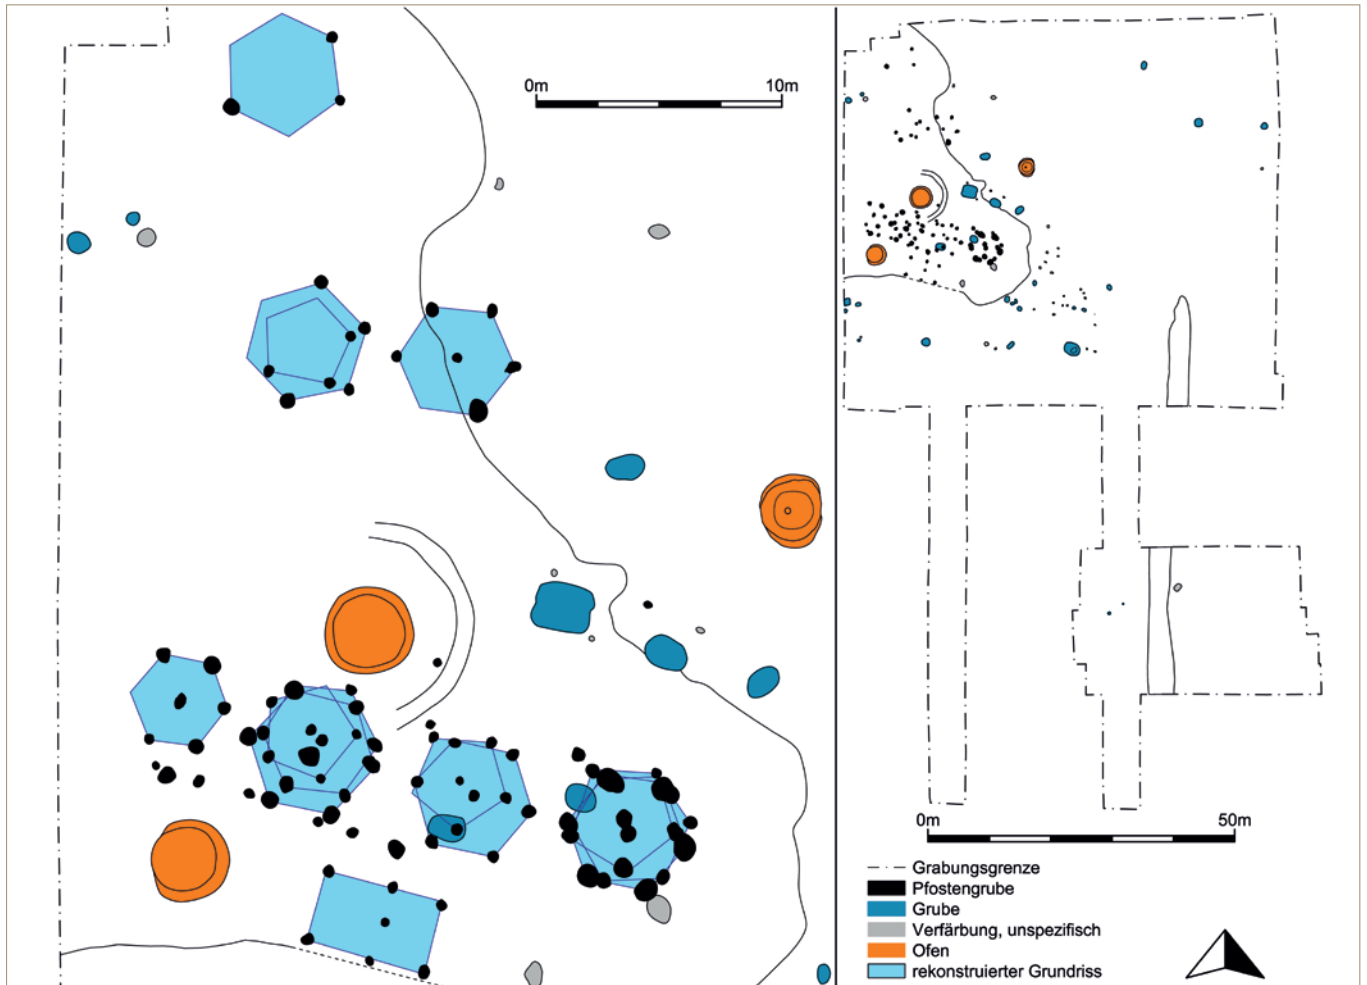 0m 10m
0m 50m
Grabungsgrenze
Pfostengrube
Grube
Verfärbung, unspezifisch
Ofen
rekonstruierter Grundriss